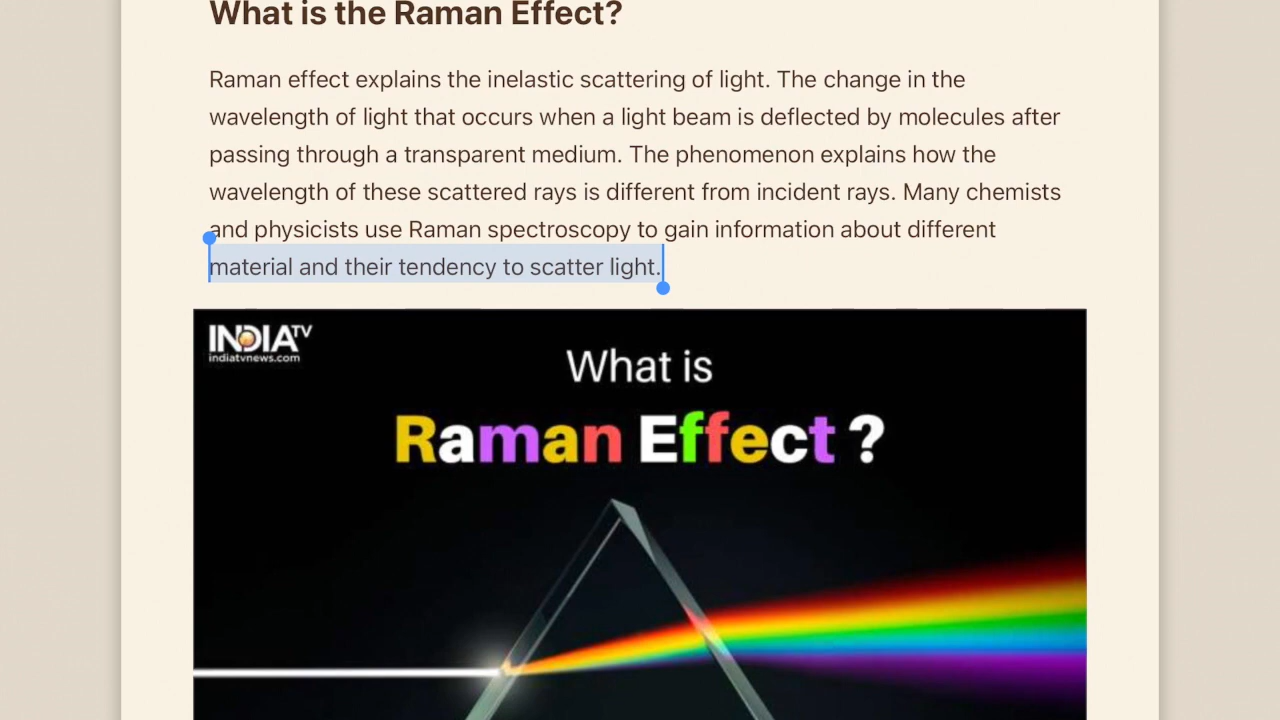 What is the Raman Effect?
Raman effect explains the inelastic scattering of light. The change in the
wavelength of light that occurs when a light beam is deflected by molecules after
passing through a transparent medium. The phenomenon explains how the
wavelength of these scattered rays is different from incident rays. Many chemists
and physicists use Raman spectroscopy to gain information about different
material and their tendency to scatter light.
INDIA TV
indiatvnews.com
What is
Raman Effect ?